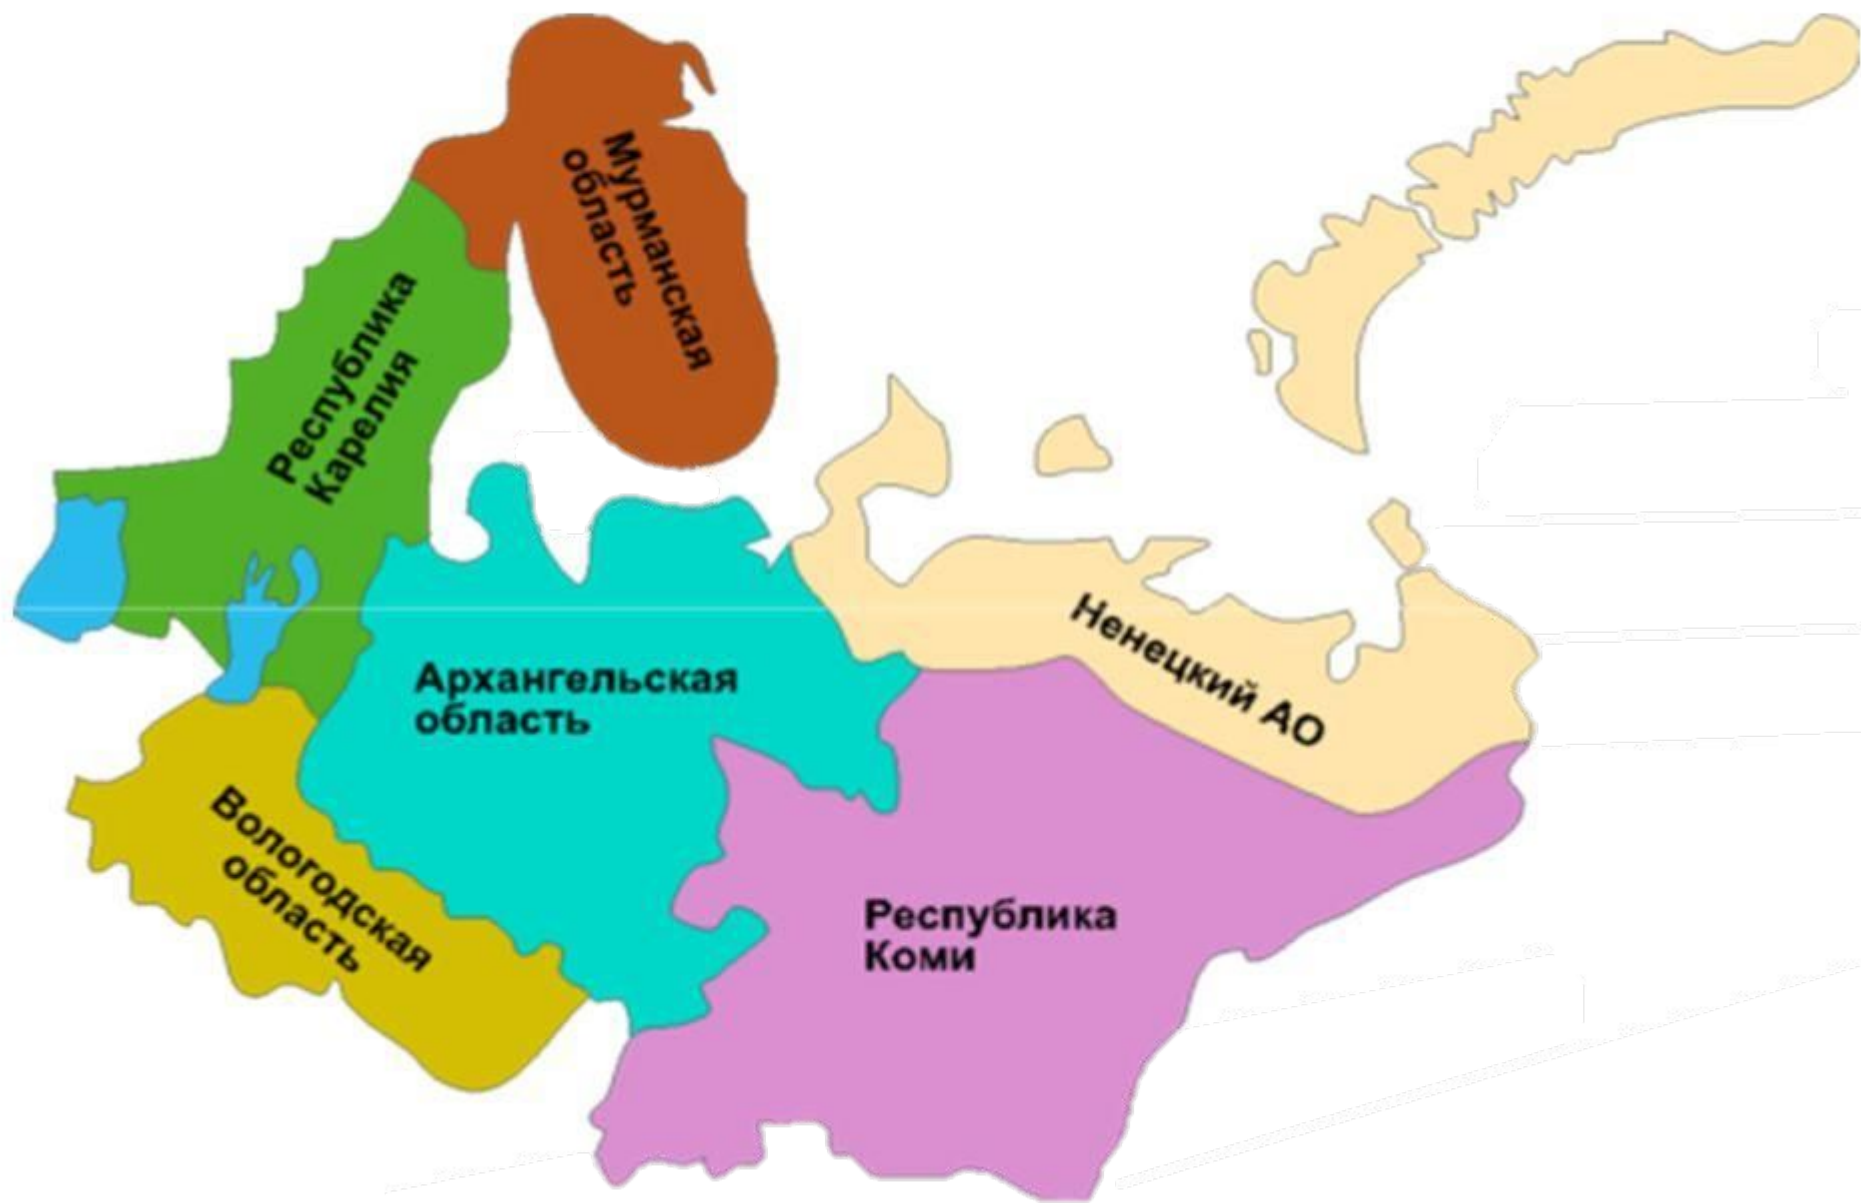 Мурманская
область
Республика
Карелия
Ненецкий АО
Архангельская
область
Вологодская
область
Республика
Коми